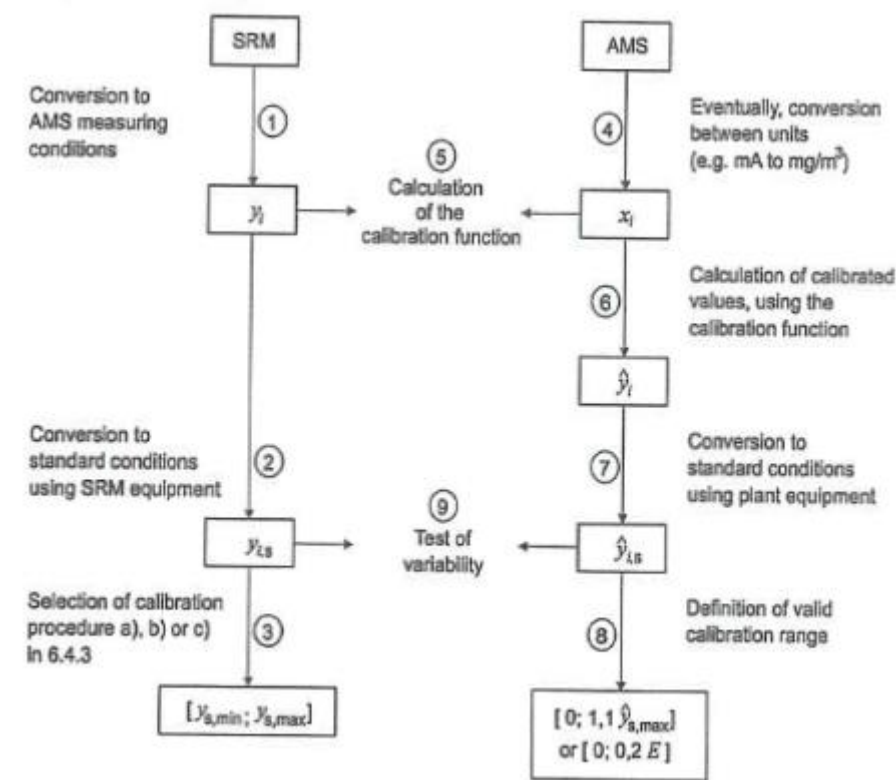 SRM
AMS
Conversion to
AMS measuring
conditions
①
④
Eventually, conversion
between units
(e.g. mA to mg/m³)
⑤
Calculation
of the
calibration function
yᵢ
xᵢ
⑥
Calculation of calibrated
values, using the
calibration function
ŷᵢ
Conversion to
standard conditions
using SRM equipment
②
⑦
Conversion to
standard conditions
using plant equipment
⑨
Test of
variability
yᵢ,ₛ
ŷᵢ,ₛ
Selection of calibration
procedure a), b) or c)
in 6.4.3
③
⑧
Definition of valid
calibration range
[ yₛ,min ; yₛ,max ]
[ 0; 1,1 ŷₛ,max ]
or [ 0; 0,2 E ]